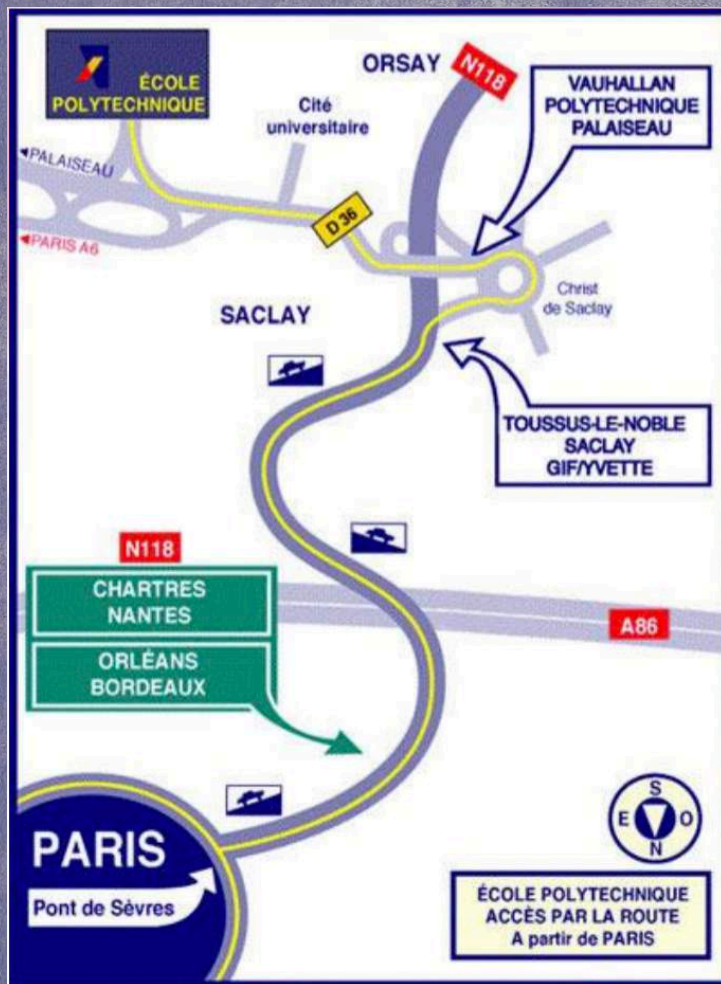 ÉCOLE
POLYTECHNIQUE
ORSAY
N118
VAUHALLAN
POLYTECHNIQUE
PALAISEAU
Cité
universitaire
PALAISEAU
D 36
PARIS A6
Christ
de Saclay
SACLAY
TOUSSUS-LE-NOBLE
SACLAY
GIF/YVETTE
N118
CHARTRES
NANTES
A86
ORLÉANS
BORDEAUX
S
E O
N
PARIS
Pont de Sèvres
ÉCOLE POLYTECHNIQUE
ACCÈS PAR LA ROUTE
A partir de PARIS